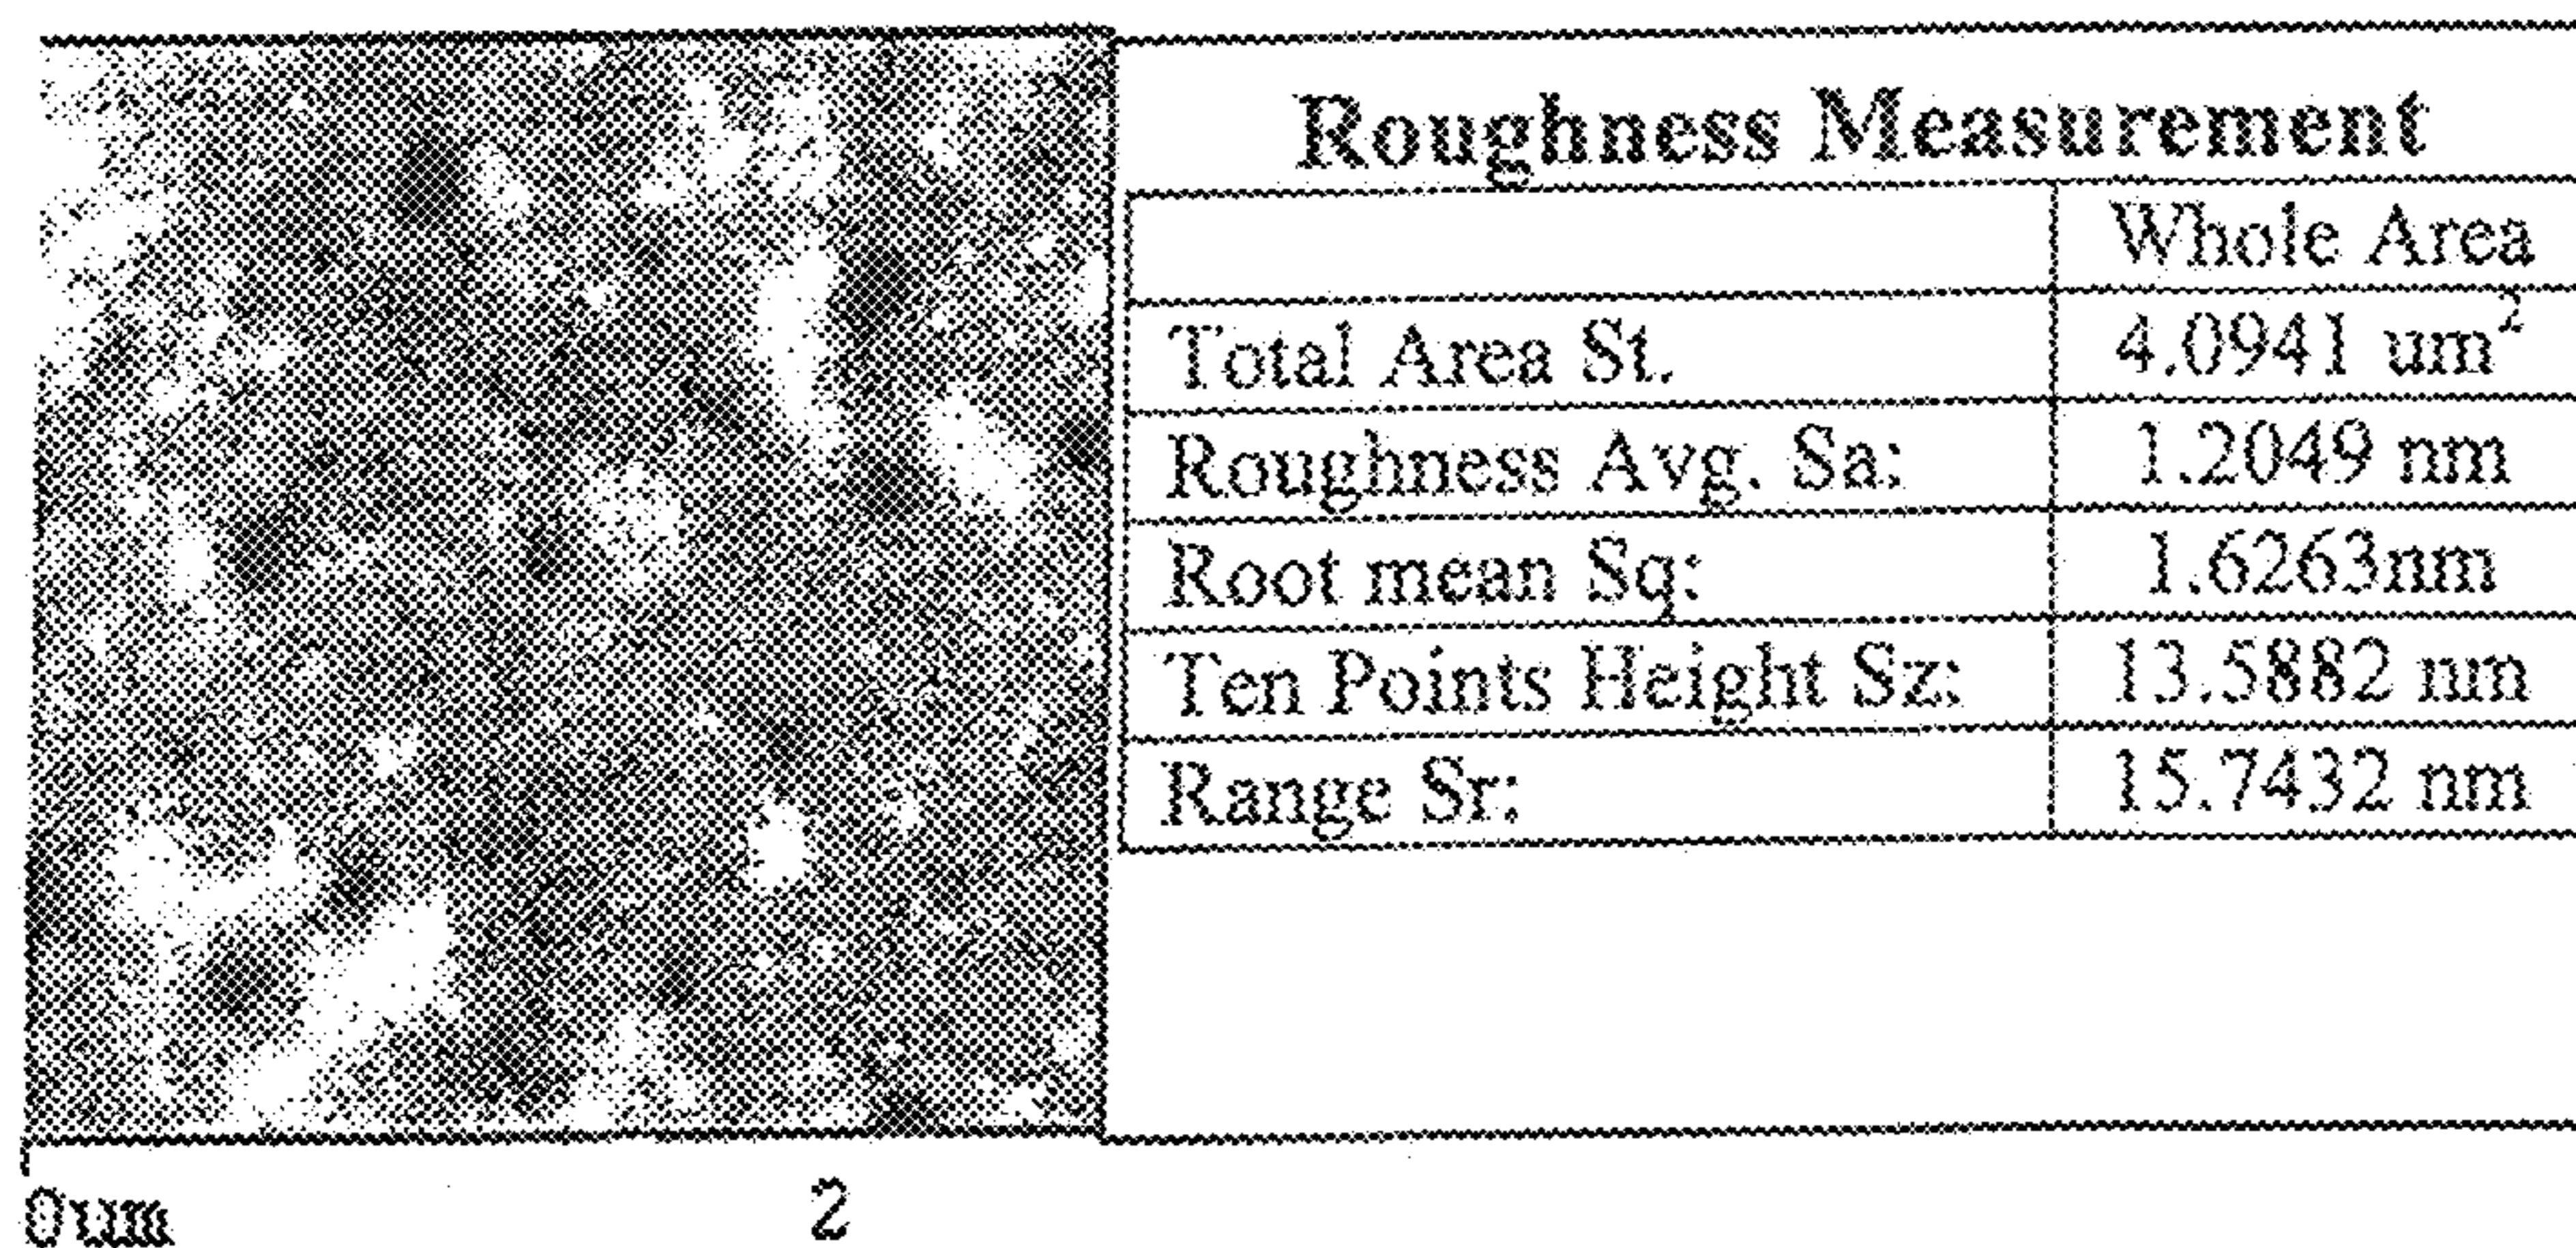 Roughness Measurement
Whole Area
Total Area St. 4.0941 um²
Roughness Avg. Sa: 1.2049 nm
Root mean Sq: 1.6263nm
Ten Points Height Sz: 13.5882 nm
Range Sr: 15.7432 nm
0um 2